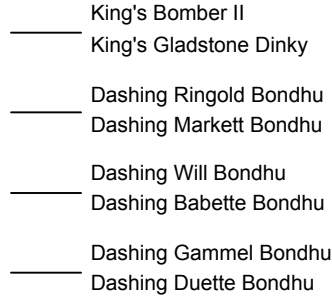 King's Bomber II
King's Gladstone Dinky
Dashing Ringold Bondhu
Dashing Markett Bondhu
Dashing Will Bondhu
Dashing Babette Bondhu
Dashing Gammel Bondhu
Dashing Duette Bondhu